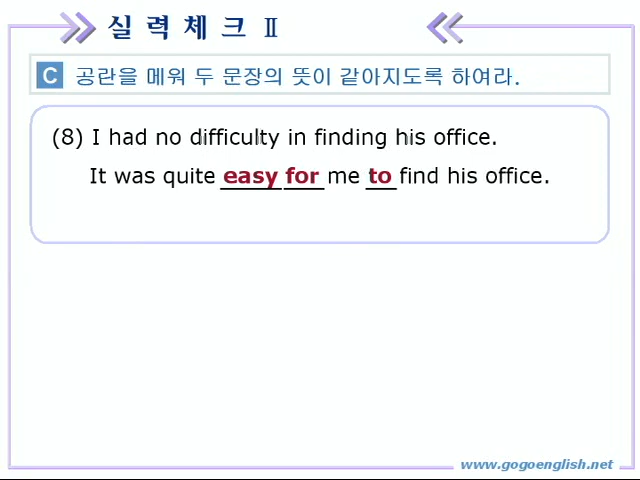 실 력 체 크 Ⅱ
C 공란을 메워 두 문장의 뜻이 같아지도록 하여라.
(8) I had no difficulty in finding his office.
It was quite easy for me to find his office.
www.gogoenglish.net